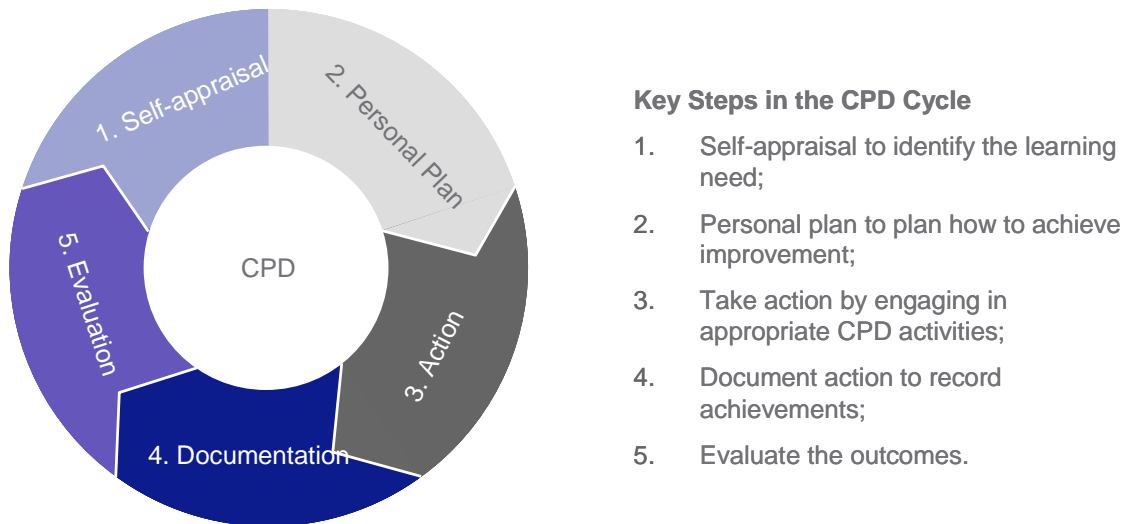 1. Self-appraisal
2. Personal Plan
3. Action
4. Documentation
5. Evaluation
CPD
Key Steps in the CPD Cycle
1. Self-appraisal to identify the learning
need;
2. Personal plan to plan how to achieve
improvement;
3. Take action by engaging in
appropriate CPD activities;
4. Document action to record
achievements;
5. Evaluate the outcomes.